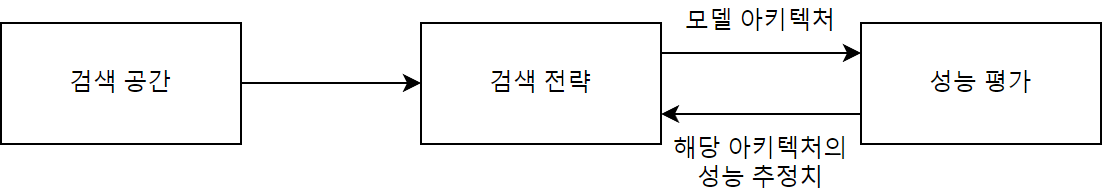 모델 아키텍처
검색 공간
검색 전략
성능 평가
해당 아키텍처의
성능 추정치